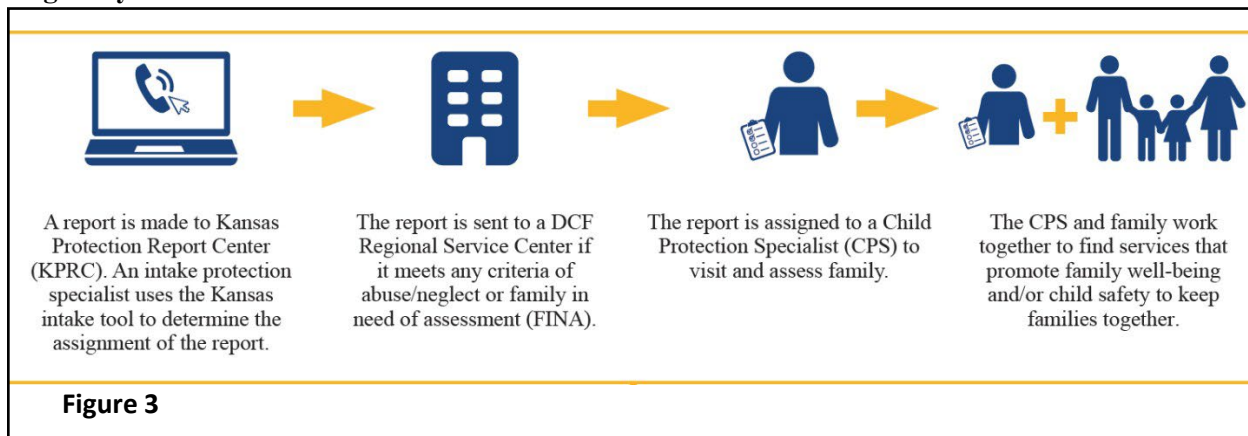 A report is made to Kansas
Protection Report Center
(KPRC). An intake protection
specialist uses the Kansas
intake tool to determine the
assignment of the report.
The report is sent to a DCF
Regional Service Center if
it meets any criteria of
abuse/neglect or family in
need of assessment (FINA).
The report is assigned to a Child
Protection Specialist (CPS) to
visit and assess family.
The CPS and family work
together to find services that
promote family well-being
and/or child safety to keep
families together.
Figure 3